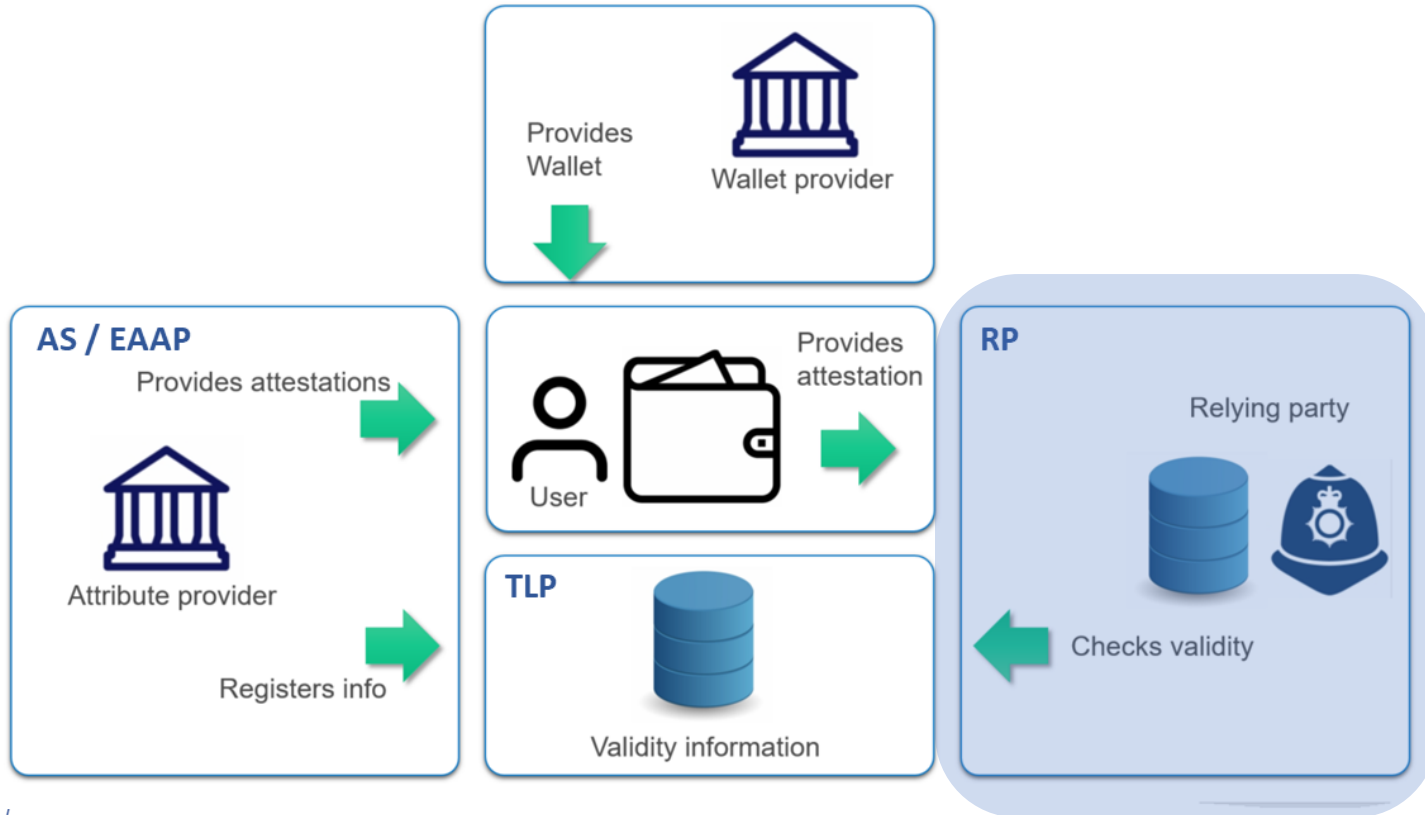 Provides
Wallet
Wallet provider
AS / EAAP
Provides attestations
Attribute provider
Registers info
User
Provides
attestation
TLP
Validity information
RP
Relying party
Checks validity